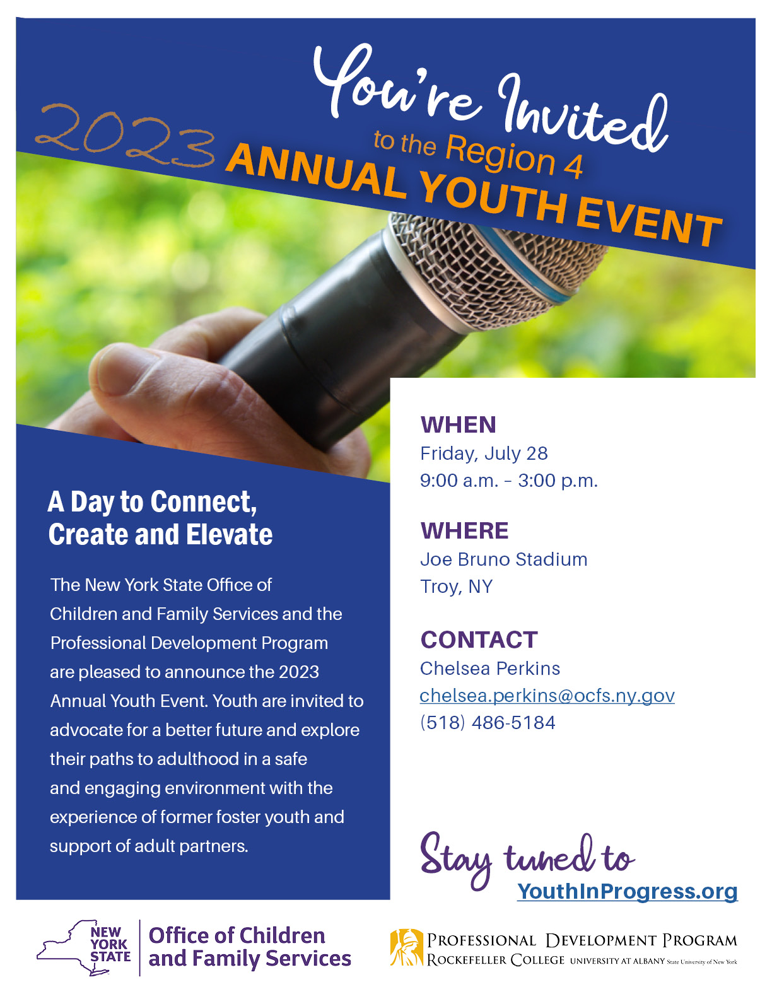 You're Invited
to the Region 4
2023 ANNUAL YOUTH EVENT
A Day to Connect,
Create and Elevate
The New York State Office of
Children and Family Services and the
Professional Development Program
are pleased to announce the 2023
Annual Youth Event. Youth are invited to
advocate for a better future and explore
their paths to adulthood in a safe
and engaging environment with the
experience of former foster youth and
support of adult partners.
WHEN
Friday, July 28
9:00 a.m. – 3:00 p.m.
WHERE
Joe Bruno Stadium
Troy, NY
CONTACT
Chelsea Perkins
chelsea.perkins@ocfs.ny.gov
(518) 486-5184
Stay tuned to
YouthInProgress.org
NEW
YORK
STATE
Office of Children
and Family Services
PROFESSIONAL DEVELOPMENT PROGRAM
ROCKEFELLER COLLEGE UNIVERSITY AT ALBANY State University of New York